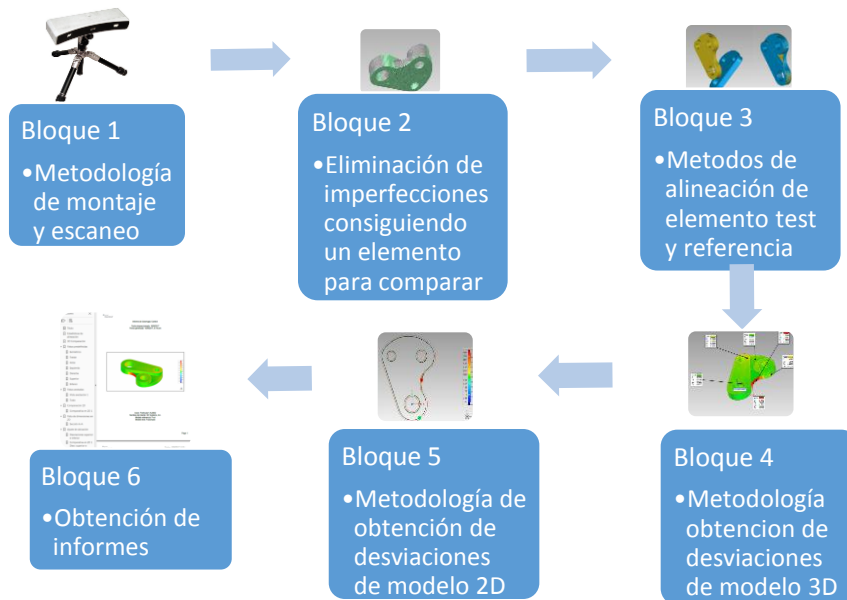 Bloque 1
•Metodología
de montaje
y escaneo
Bloque 2
•Eliminación de
imperfecciones
consiguiendo
un elemento
para comparar
Bloque 3
•Metodos de
alineación de
elemento test
y referencia
Bloque 4
•Metodología
obtencion de
desviaciones
de modelo 3D
Bloque 5
•Metodología de
obtención de
desviaciones
de modelo 2D
Bloque 6
•Obtención de
informes